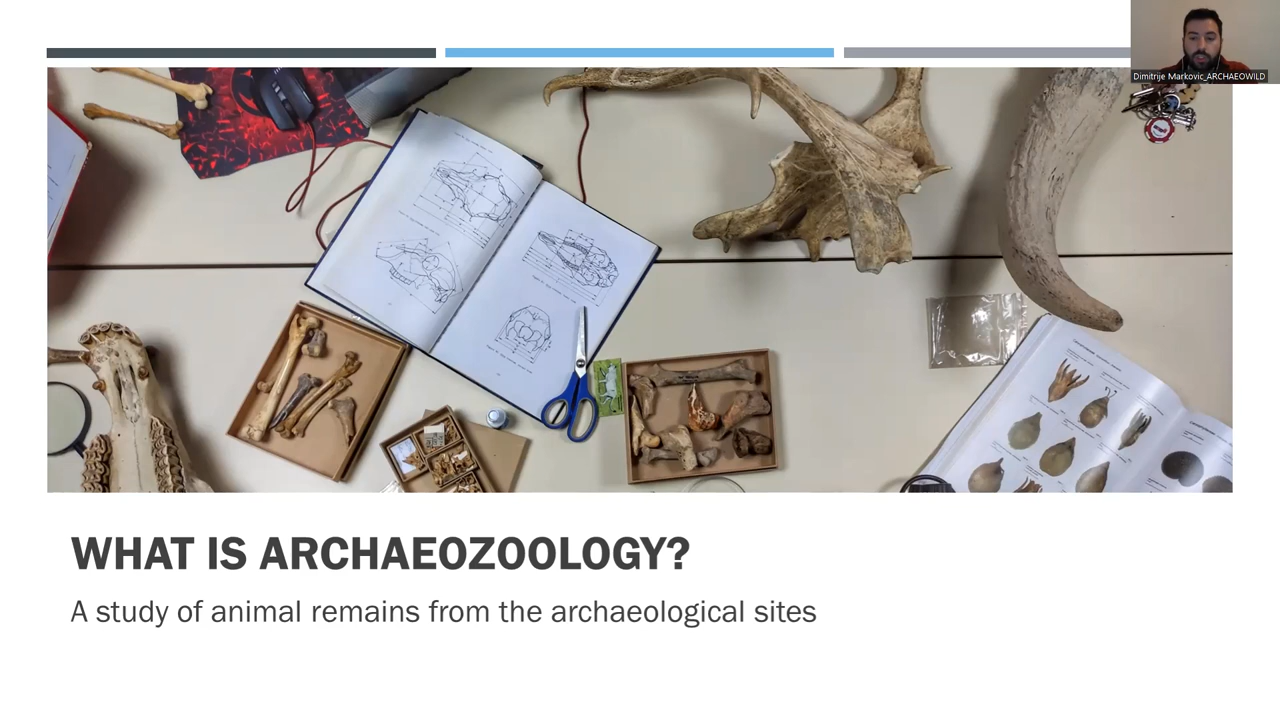 Dimitrije Markovic_ARCHAEOWILD
WHAT IS ARCHAEOZOOLOGY?
A study of animal remains from the archaeological sites